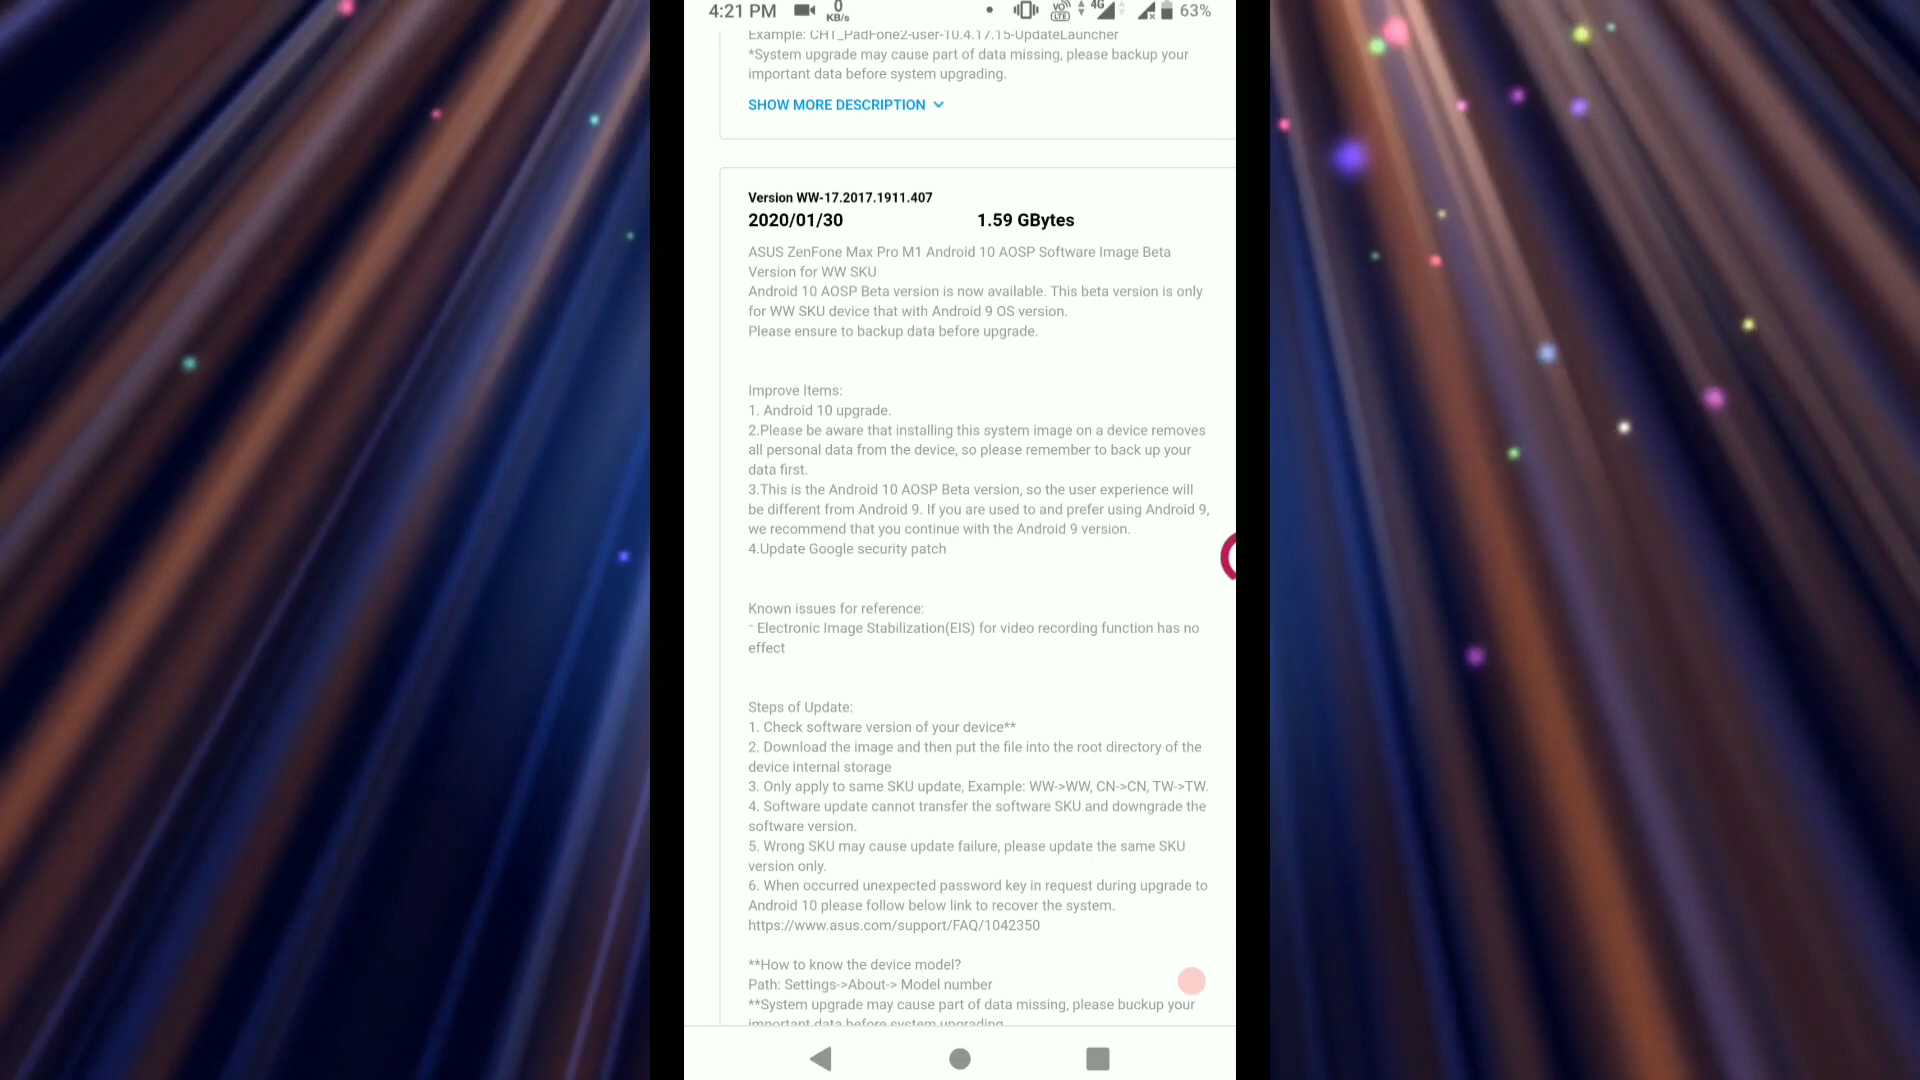 4:21 PM 0 KB/s VO LTE 4G 63%
Example: CHT_PadFone2-user-10.4.17.15-UpdateLauncher
*System upgrade may cause part of data missing, please backup your
important data before system upgrading.
SHOW MORE DESCRIPTION
Version WW-17.2017.1911.407
2020/01/30 1.59 GBytes
ASUS ZenFone Max Pro M1 Android 10 AOSP Software Image Beta
Version for WW SKU
Android 10 AOSP Beta version is now available. This beta version is only
for WW SKU device that with Android 9 OS version.
Please ensure to backup data before upgrade.
Improve Items:
1. Android 10 upgrade.
2.Please be aware that installing this system image on a device removes
all personal data from the device, so please remember to back up your
data first.
3.This is the Android 10 AOSP Beta version, so the user experience will
be different from Android 9. If you are used to and prefer using Android 9,
we recommend that you continue with the Android 9 version.
4.Update Google security patch
Known issues for reference:
- Electronic Image Stabilization(EIS) for video recording function has no
effect
Steps of Update:
1. Check software version of your device**
2. Download the image and then put the file into the root directory of the
device internal storage
3. Only apply to same SKU update, Example: WW->WW, CN->CN, TW->TW.
4. Software update cannot transfer the software SKU and downgrade the
software version.
5. Wrong SKU may cause update failure, please update the same SKU
version only.
6. When occurred unexpected password key in request during upgrade to
Android 10 please follow below link to recover the system.
https://www.asus.com/support/FAQ/1042350
**How to know the device model?
Path: Settings->About-> Model number
**System upgrade may cause part of data missing, please buckup your
important data before system upgrading